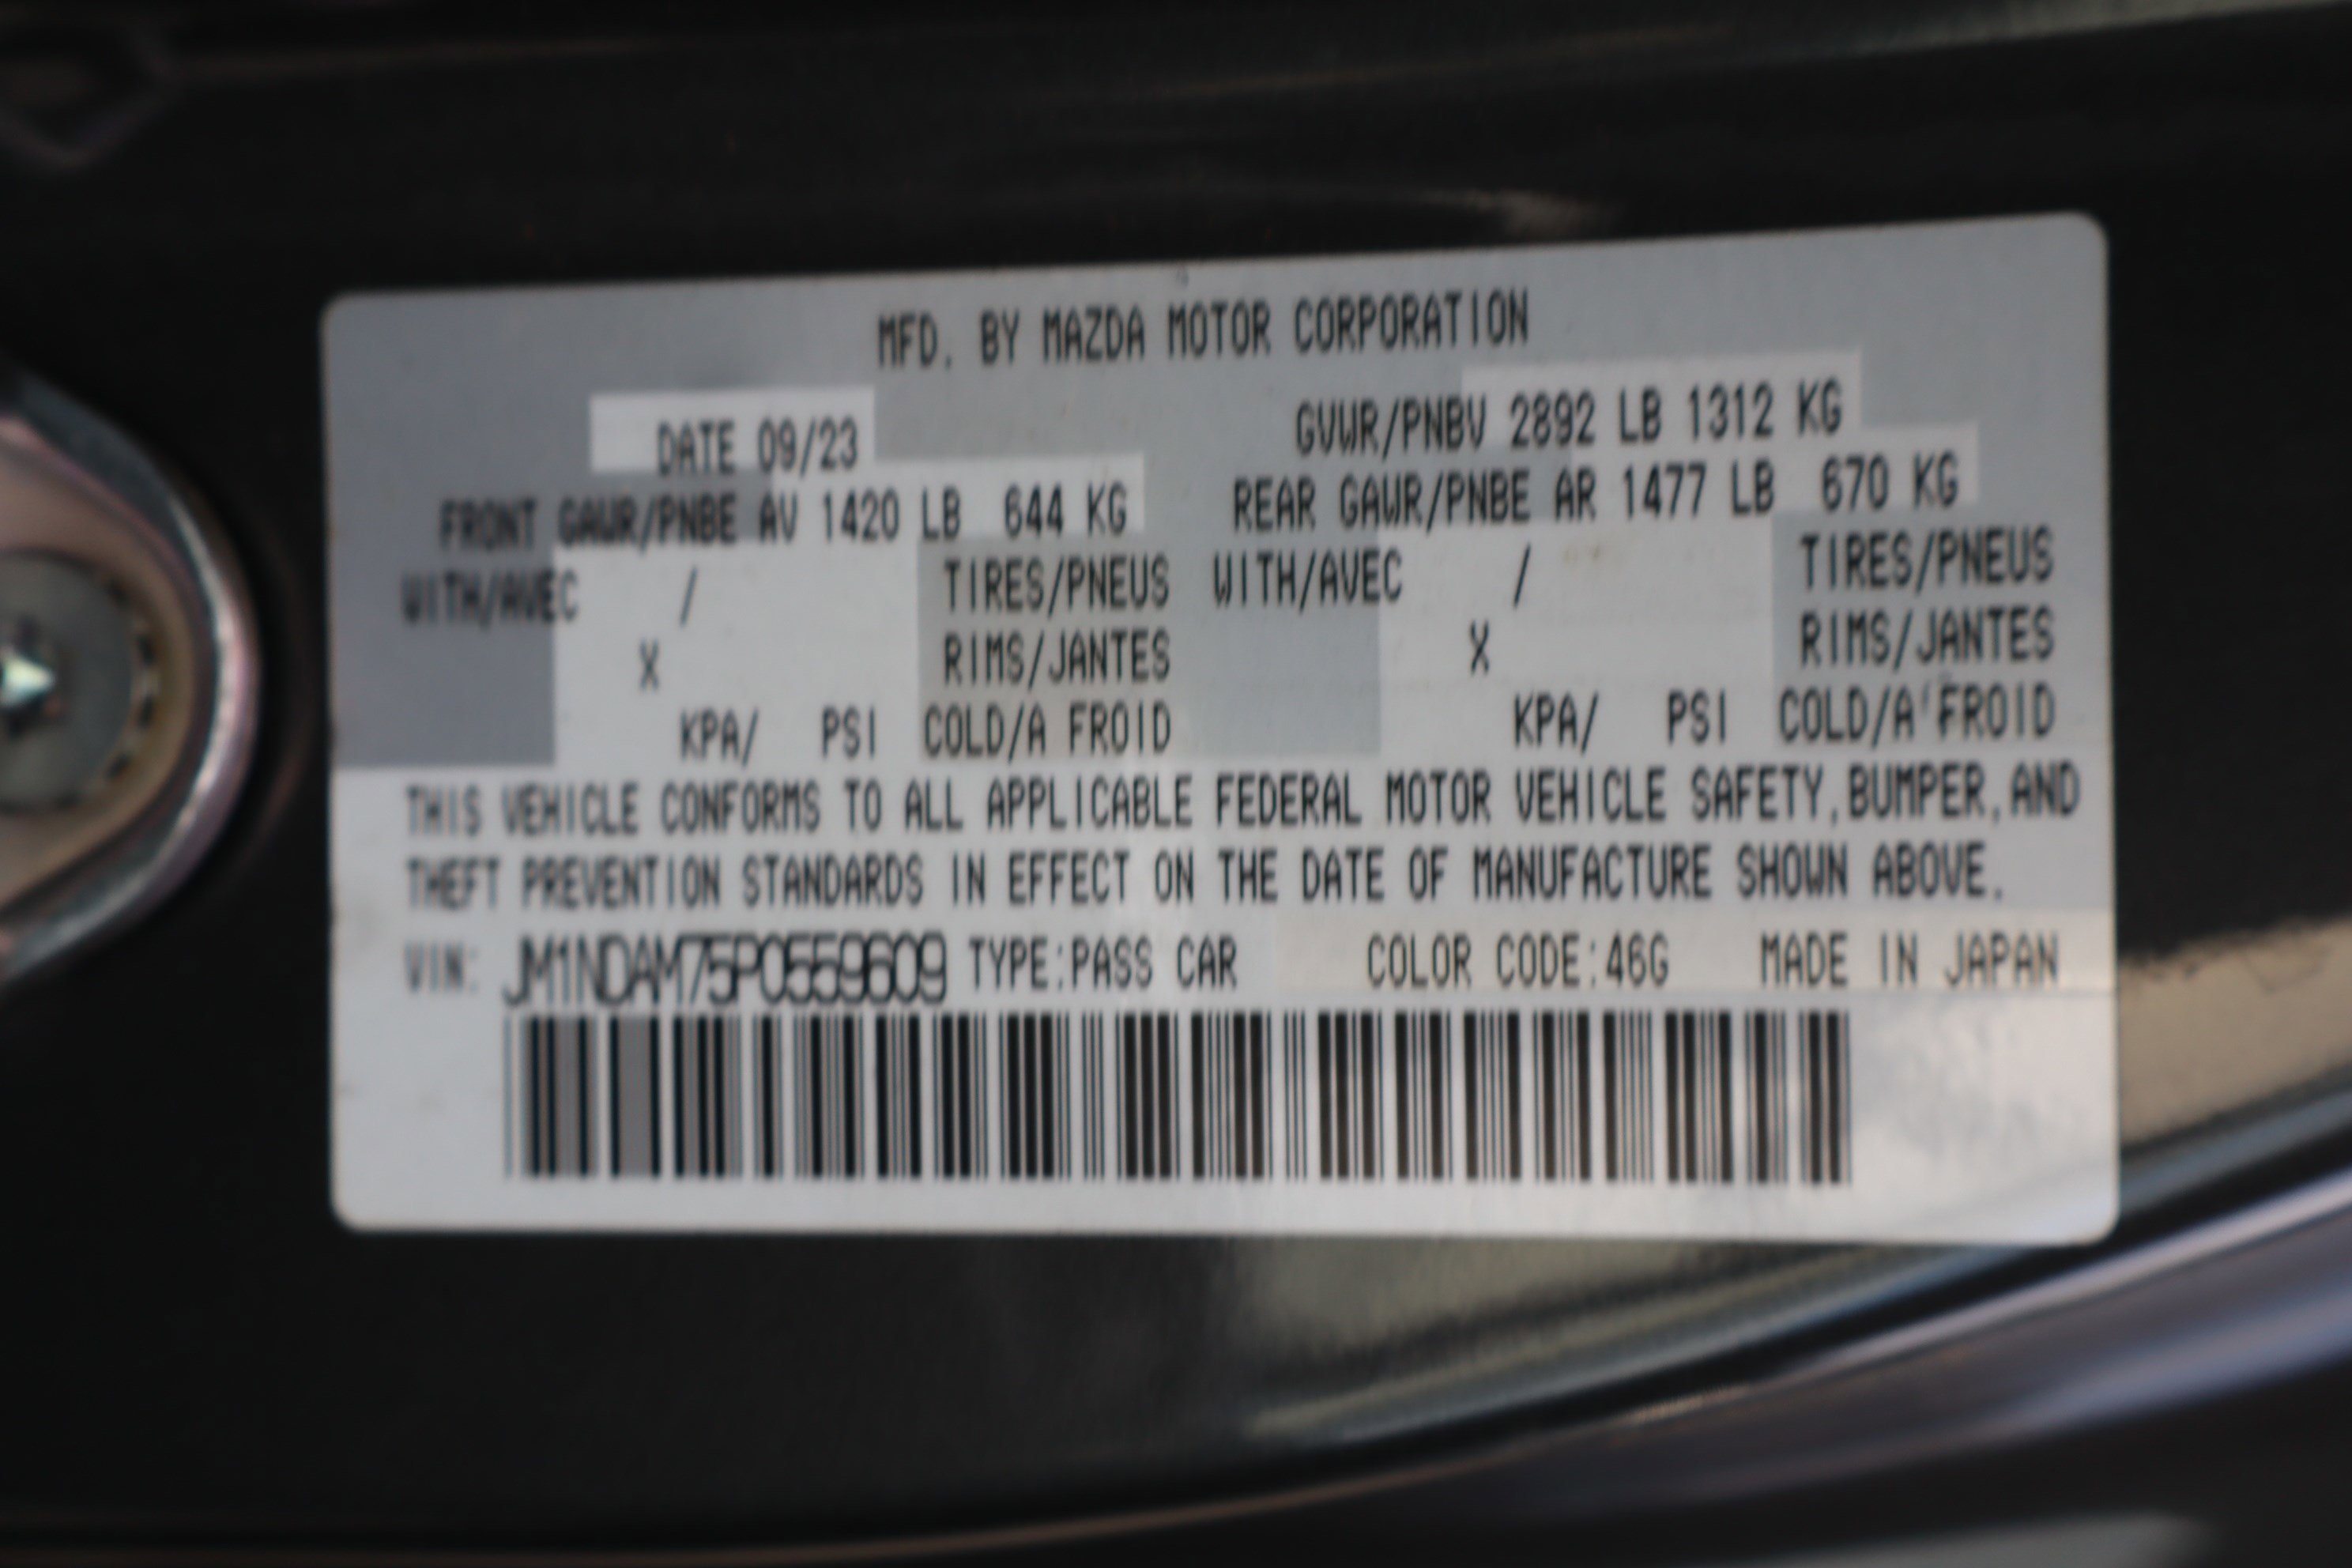 MFD. BY MAZDA MOTOR CORPORATION
DATE 09/23 GVWR/PNBV 2892 LB 1312 KG
FRONT GAWR/PNBE AV 1420 LB 644 KG REAR GAWR/PNBE AR 1477 LB 670 KG
WITH/AVEC / TIRES/PNEUS WITH/AVEC / TIRES/PNEUS
X RIMS/JANTES X RIMS/JANTES
KPA/ PSI COLD/A FROID KPA/ PSI COLD/A FROID
THIS VEHICLE CONFORMS TO ALL APPLICABLE FEDERAL MOTOR VEHICLE SAFETY,BUMPER,AND
THEFT PREVENTION STANDARDS IN EFFECT ON THE DATE OF MANUFACTURE SHOWN ABOVE.
VIN: JM1NDAM75P0559609 TYPE:PASS CAR COLOR CODE:46G MADE IN JAPAN